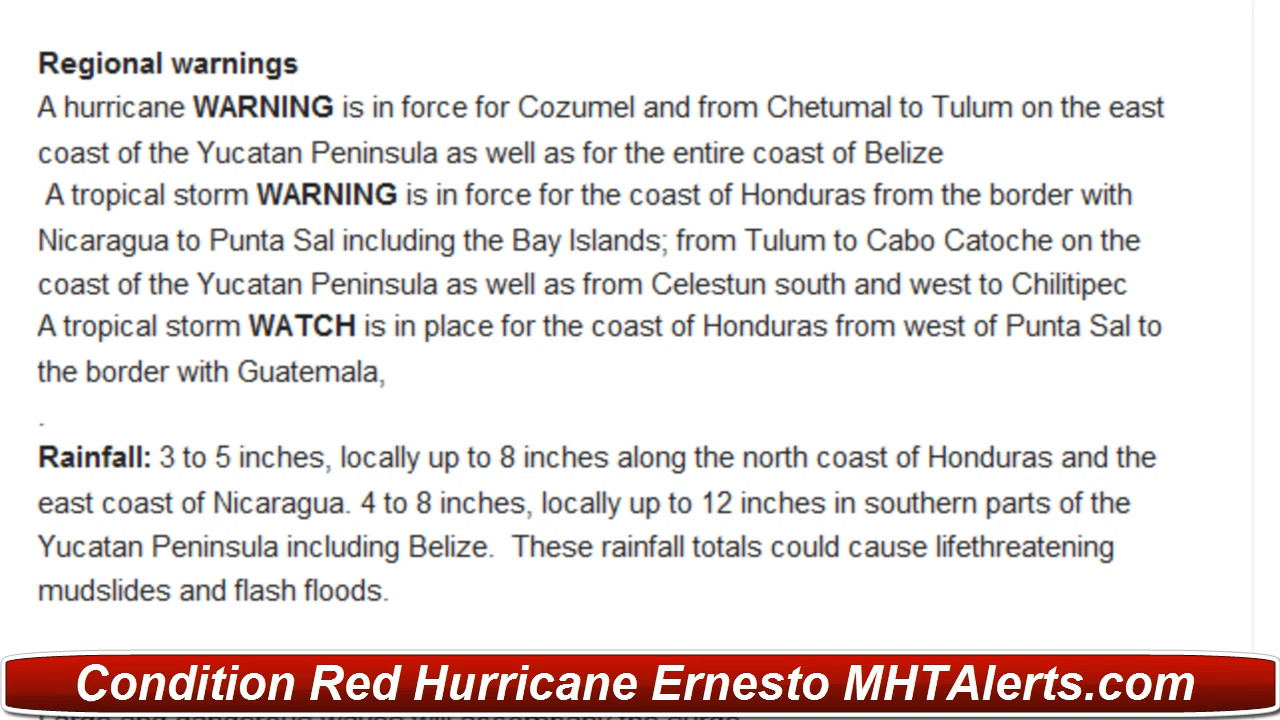 Regional warnings
A hurricane WARNING is in force for Cozumel and from Chetumal to Tulum on the east
coast of the Yucatan Peninsula as well as for the entire coast of Belize
A tropical storm WARNING is in force for the coast of Honduras from the border with
Nicaragua to Punta Sal including the Bay Islands; from Tulum to Cabo Catoche on the
coast of the Yucatan Peninsula as well as from Celestun south and west to Chilitipec
A tropical storm WATCH is in place for the coast of Honduras from west of Punta Sal to
the border with Guatemala,
.
Rainfall: 3 to 5 inches, locally up to 8 inches along the north coast of Honduras and the
east coast of Nicaragua. 4 to 8 inches, locally up to 12 inches in southern parts of the
Yucatan Peninsula including Belize.  These rainfall totals could cause lifethreatening
mudslides and flash floods.
Condition Red Hurricane Ernesto MHTAlerts.com